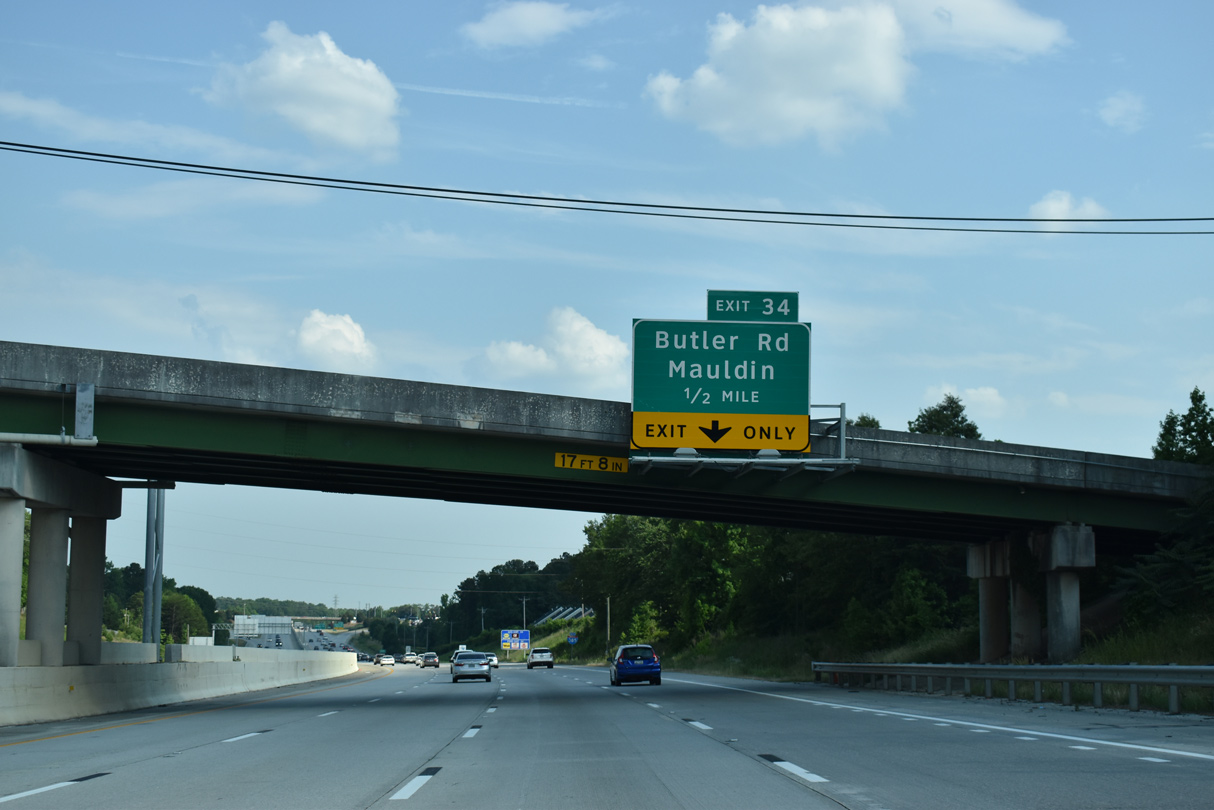 EXIT 34
Butler Rd
Mauldin
1/2 MILE
EXIT ONLY
17 FT 8 IN